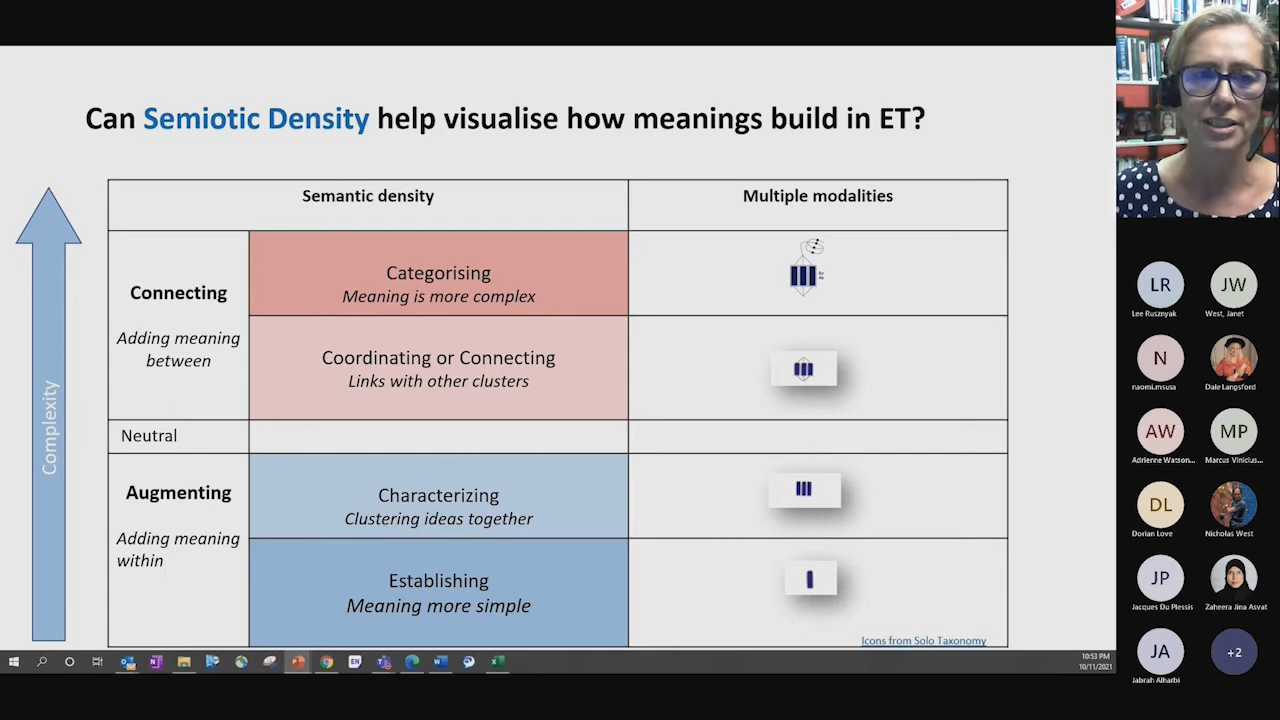 Can Semiotic Density help visualise how meanings build in ET?
Semantic density
Multiple modalities
Complexity
Connecting
Adding meaning
between
Categorising
Meaning is more complex
Coordinating or Connecting
Links with other clusters
Neutral
Augmenting
Adding meaning
within
Characterizing
Clustering ideas together
Establishing
Meaning more simple
Icons from Solo Taxonomy
EN
10:53 PM
10/11/2021
LR
Lee Rusznyak
JW
West, Janet
N
naomi.msusa
Dale Langsford
AW
Adrienne Watson...
MP
Marcus Vinicius...
DL
Dorian Love
Nicholas West
JP
Jacques Du Plessis
Zaheera Jina Asvat
JA
Jabrah Alharbi
+2